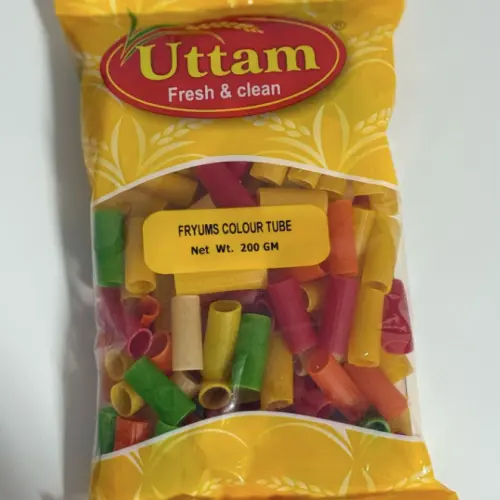 Uttam
®
Fresh & clean
FRYUMS COLOUR TUBE
Net Wt. 200 GM